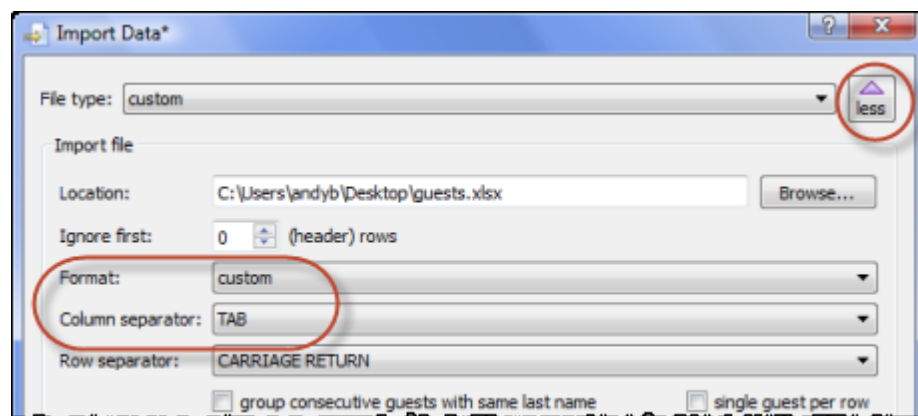 Import Data*
?
X
File type: custom
less
Import file
Location: C:\Users\andyb\Desktop\guests.xlsx Browse...
Ignore first: 0 (header) rows
Format: custom
Column separator: TAB
Row separator: CARRIAGE RETURN
group consecutive guests with same last name single guest per row